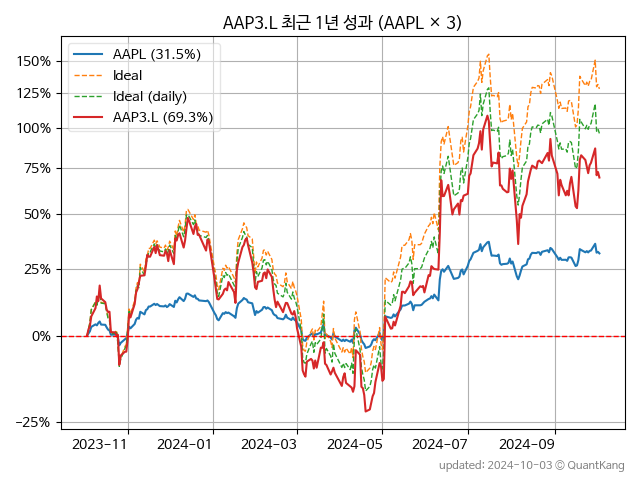 AAP3.L 최근 1년 성과 (AAPL × 3)
AAPL (31.5%)
Ideal
Ideal (daily)
AAP3.L (69.3%)
150%
125%
100%
75%
50%
25%
0%
−25%
2023-11
2024-01
2024-03
2024-05
2024-07
2024-09
updated: 2024-10-03 © QuantKang